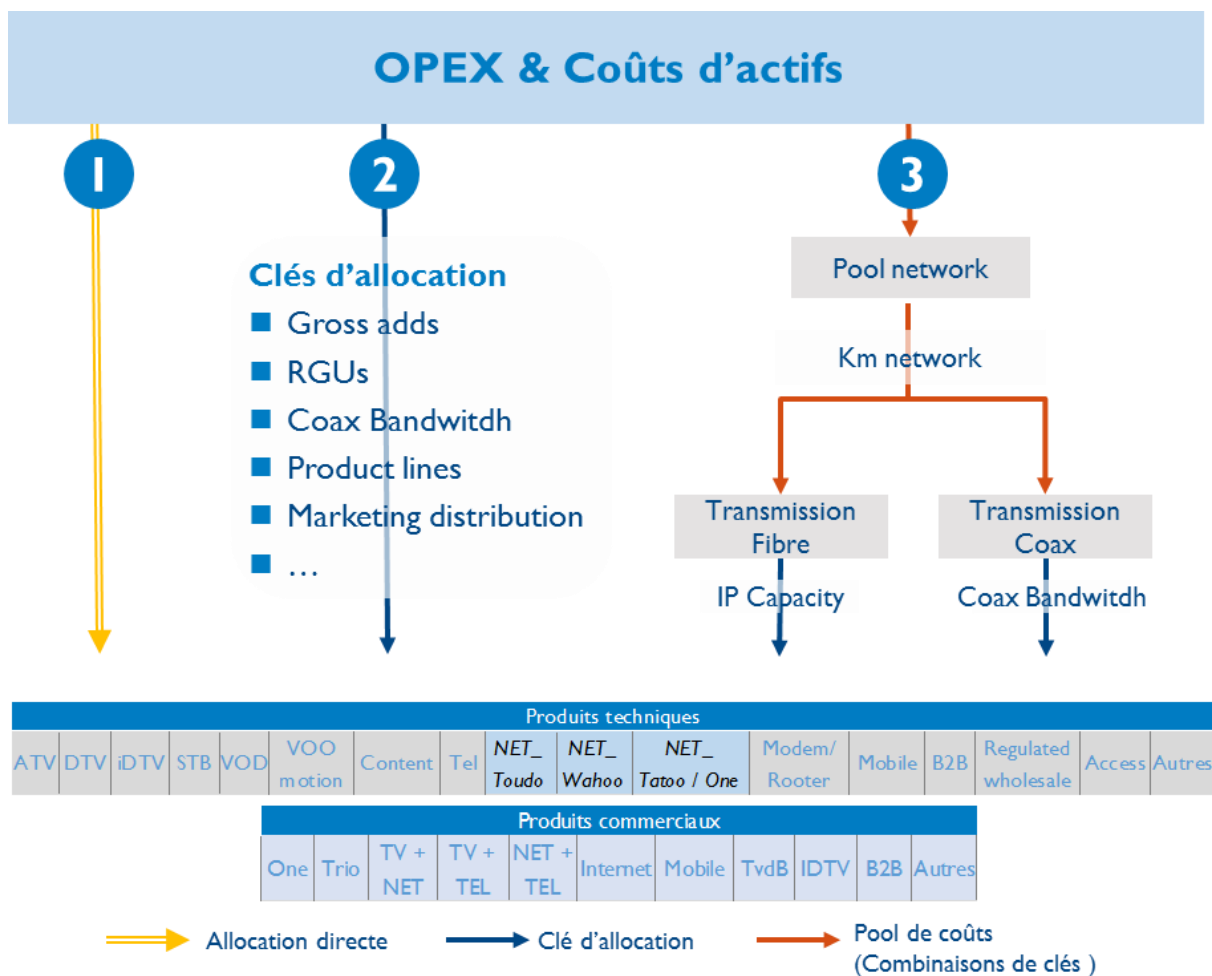 OPEX & Coûts d'actifs
1
2
3
Clés d'allocation
Gross adds
RGUs
Coax Bandwitdh
Product lines
Marketing distribution
...
Pool network
Km network
Transmission
Fibre
Transmission
Coax
IP Capacity
Coax Bandwitdh
Produits techniques
ATV DTV iDTV STB VOD VOO motion Content Tel NET_ Toudo NET_ Wahoo NET_ Tatoo / One Modem/ Rooter Mobile B2B Regulated wholesale Access Autres
Produits commerciaux
One Trio TV + NET TV + TEL NET + TEL Internet Mobile TvdB IDTV B2B Autres
Allocation directe
Clé d'allocation
Pool de coûts
(Combinaisons de clés )